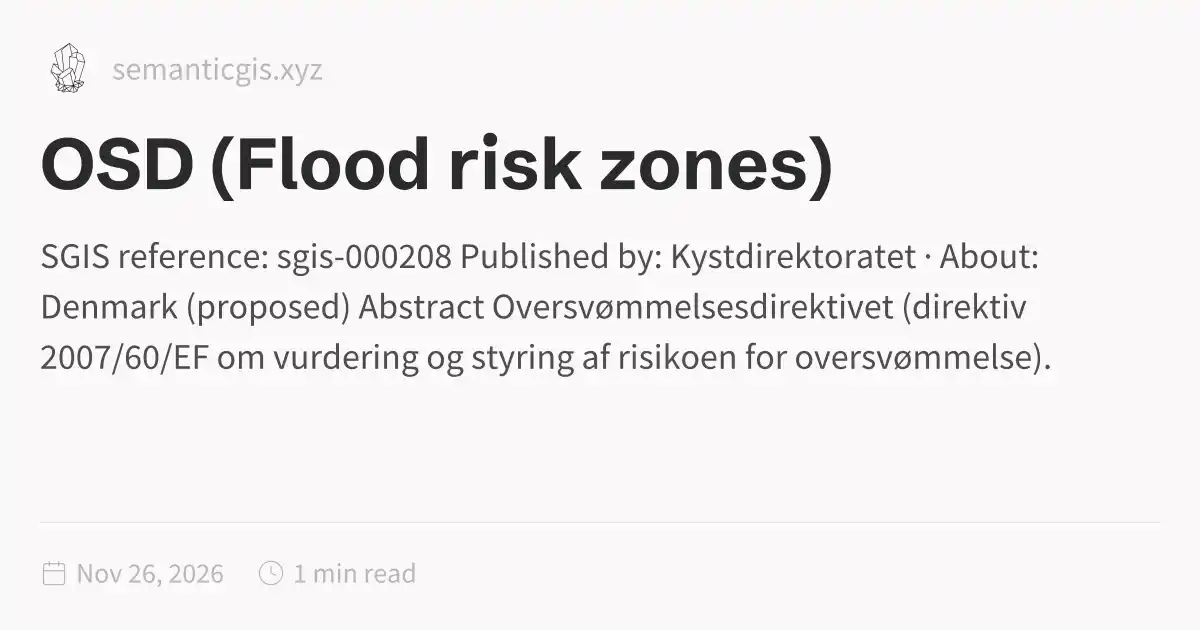 semanticgis.xyz
OSD (Flood risk zones)
SGIS reference: sgis-000208 Published by: Kystdirektoratet · About:
Denmark (proposed) Abstract Oversvømmelsesdirektivet (direktiv
2007/60/EF om vurdering og styring af risikoen for oversvømmelse).
Nov 26, 2026 1 min read